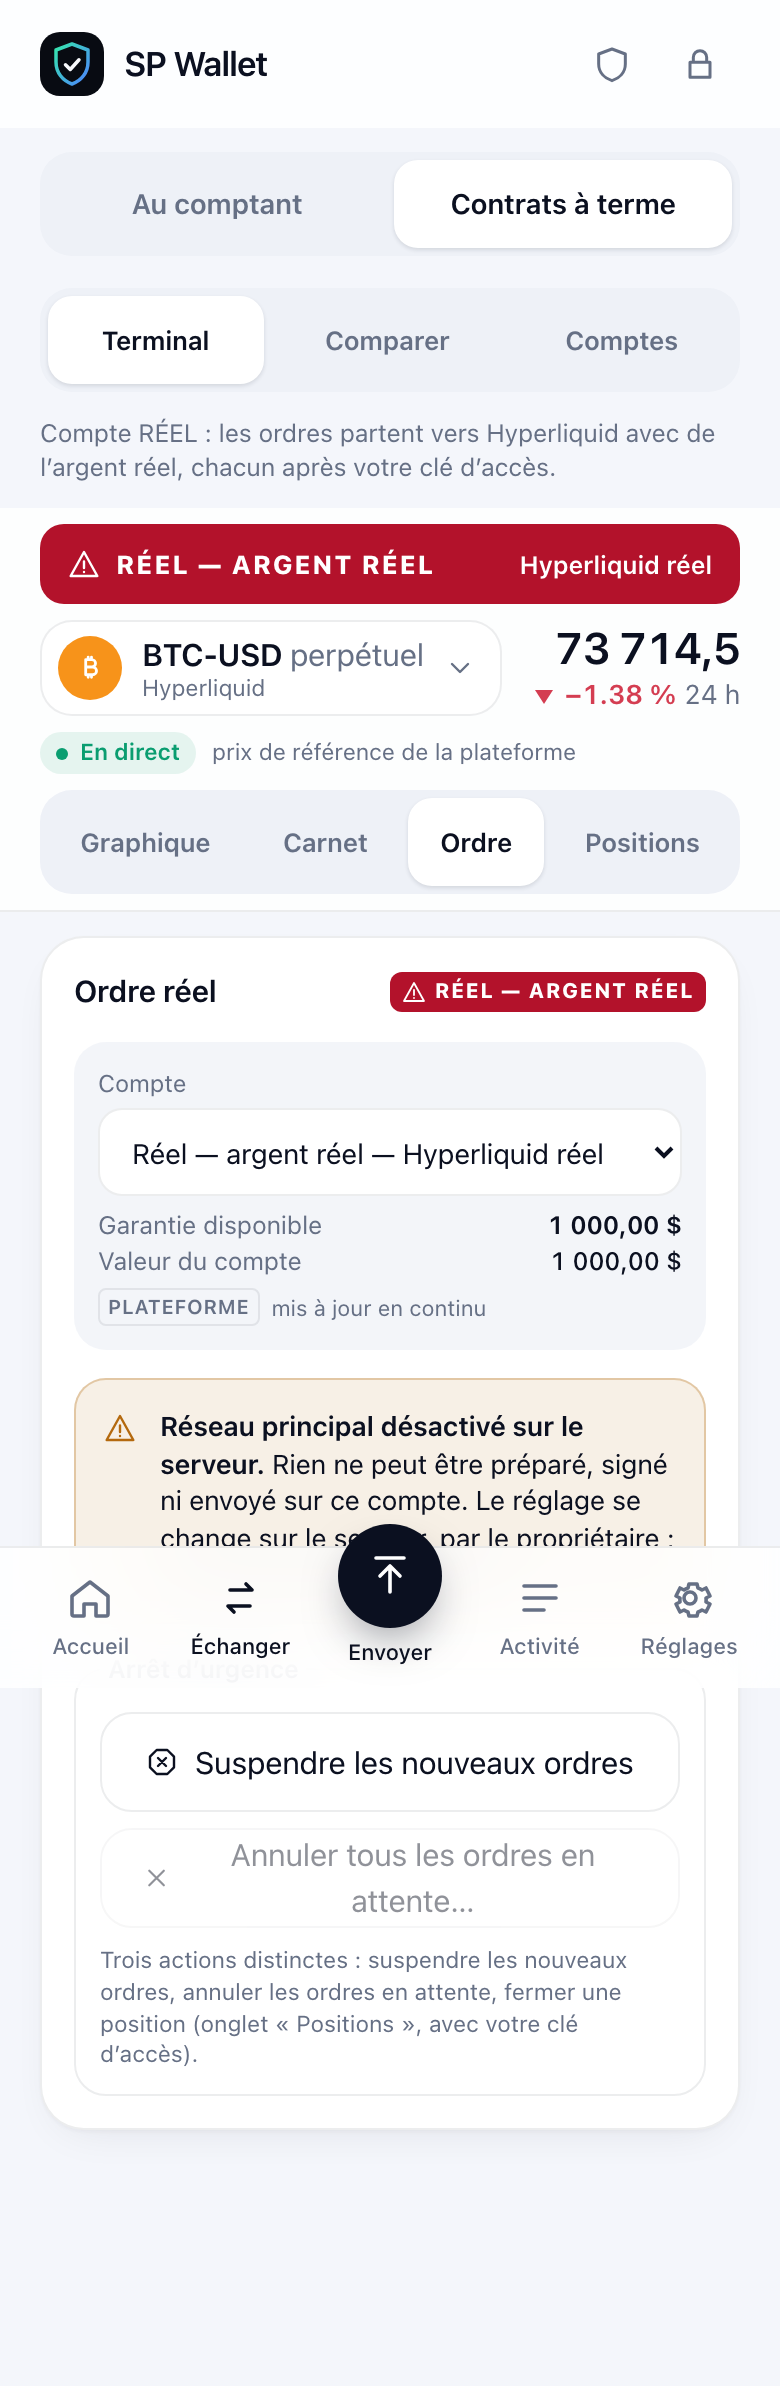 SP Wallet
Au comptant
Contrats à terme
Terminal
Comparer
Comptes
Compte RÉEL : les ordres partent vers Hyperliquid avec de
l’argent réel, chacun après votre clé d’accès.
RÉEL — ARGENT RÉEL
Hyperliquid réel
BTC-USD perpétuel
Hyperliquid
73 714,5
−1.38 % 24 h
En direct
prix de référence de la plateforme
Graphique
Carnet
Ordre
Positions
Ordre réel
RÉEL — ARGENT RÉEL
Compte
Réel — argent réel — Hyperliquid réel
Garantie disponible
1 000,00 $
Valeur du compte
1 000,00 $
PLATEFORME
mis à jour en continu
Réseau principal désactivé sur le
serveur. Rien ne peut être préparé, signé
ni envoyé sur ce compte. Le réglage se
change sur le par le propriétaire :
Accueil
Échanger
Envoyer
Activité
Réglages
Arrêt d’urgence
Suspendre les nouveaux ordres
Annuler tous les ordres en
attente…
Trois actions distinctes : suspendre les nouveaux
ordres, annuler les ordres en attente, fermer une
position (onglet « Positions », avec votre clé
d’accès).